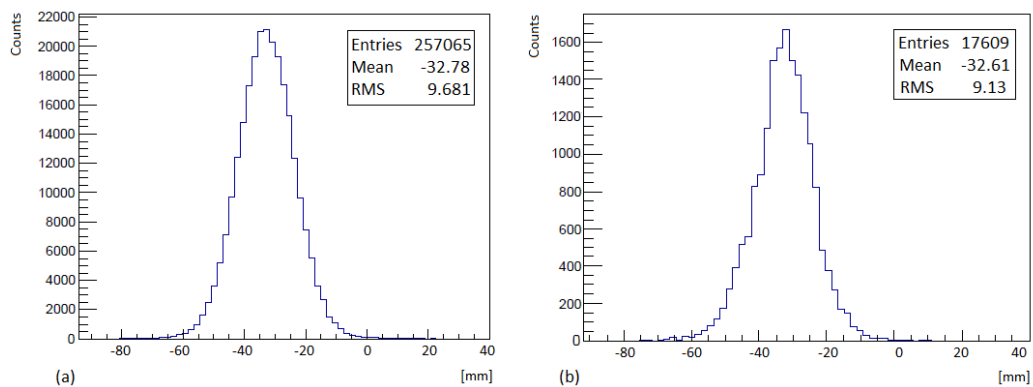 Counts
22000
20000
18000
16000
14000
12000
10000
8000
6000
4000
2000
0
-80 -60 -40 -20 0 20 40
Entries 257065
Mean -32.78
RMS 9.681
(a) [mm]
Counts
1600
1400
1200
1000
800
600
400
200
0
-80 -60 -40 -20 0 20 40
Entries 17609
Mean -32.61
RMS 9.13
(b) [mm]